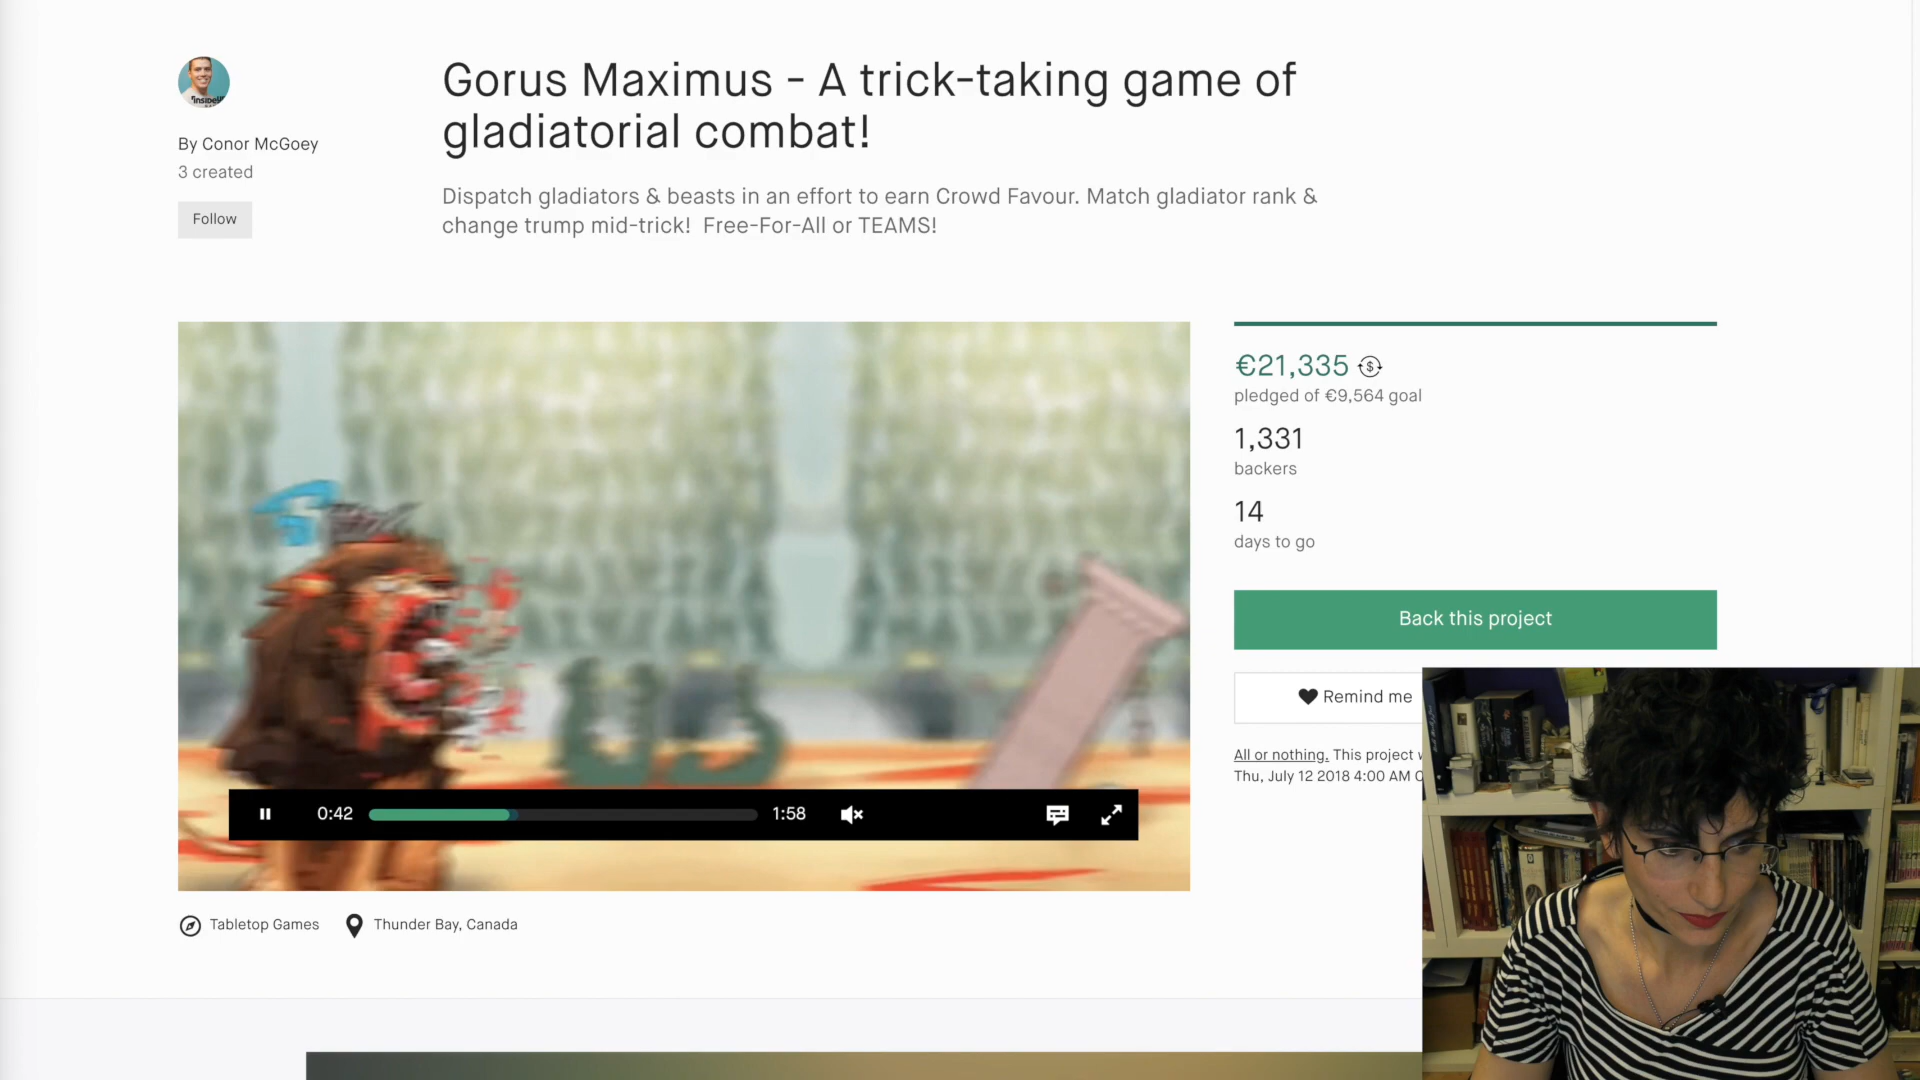 Gorus Maximus - A trick-taking game of
gladiatorial combat!
By Conor McGoey
3 created
Follow
Dispatch gladiators & beasts in an effort to earn Crowd Favour. Match gladiator rank &
change trump mid-trick! Free-For-All or TEAMS!
€21,335
pledged of €9,564 goal
1,331
backers
14
days to go
Back this project
Remind me
All or nothing. This project
Thu, July 12 2018 4:00 AM
US
0:42
1:58
Tabletop Games
Thunder Bay, Canada